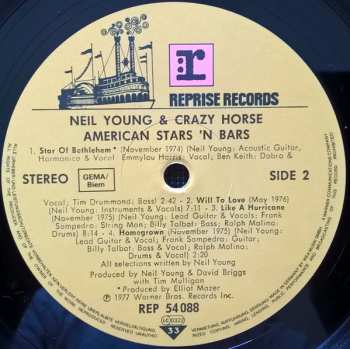 r
REPRISE RECORDS
NEIL YOUNG & CRAZY HORSE
AMERICAN STARS 'N BARS
1. Star Of Bethlehem* (November 1974) (Neil Young: Acoustic Guitar,
Harmonica & Vocal; Emmylou Harris: Vocal; Ben Keith: Dobro &
STEREO
GEMA/
Biem
SIDE 2
Vocal; Tim Drummond: Bass) 2:42 - 2. Will To Love (May 1976)
(Neil Young: Instruments & Vocals) 7:11 - 3. Like A Hurricane
(November 1975) (Neil Young: Lead Guitar & Vocals; Frank
Sampedro: String Man; Billy Talbot: Bass; Ralph Molina:
Drums) 8:14 - 4. Homegrown (November 1975) (Neil Young:
Lead Guitar & Vocal; Frank Sampedro: Guitar;
Billy Talbot: Bass; Ralph Molina:
Drums & Vocal) 2:20
All selections written by Neil Young
Produced by Neil Young & David Briggs
with Tim Mulligan
* Produced by Elliot Mazer
℗ 1977 Warner Bros. Records Inc.
REP 54 088
33